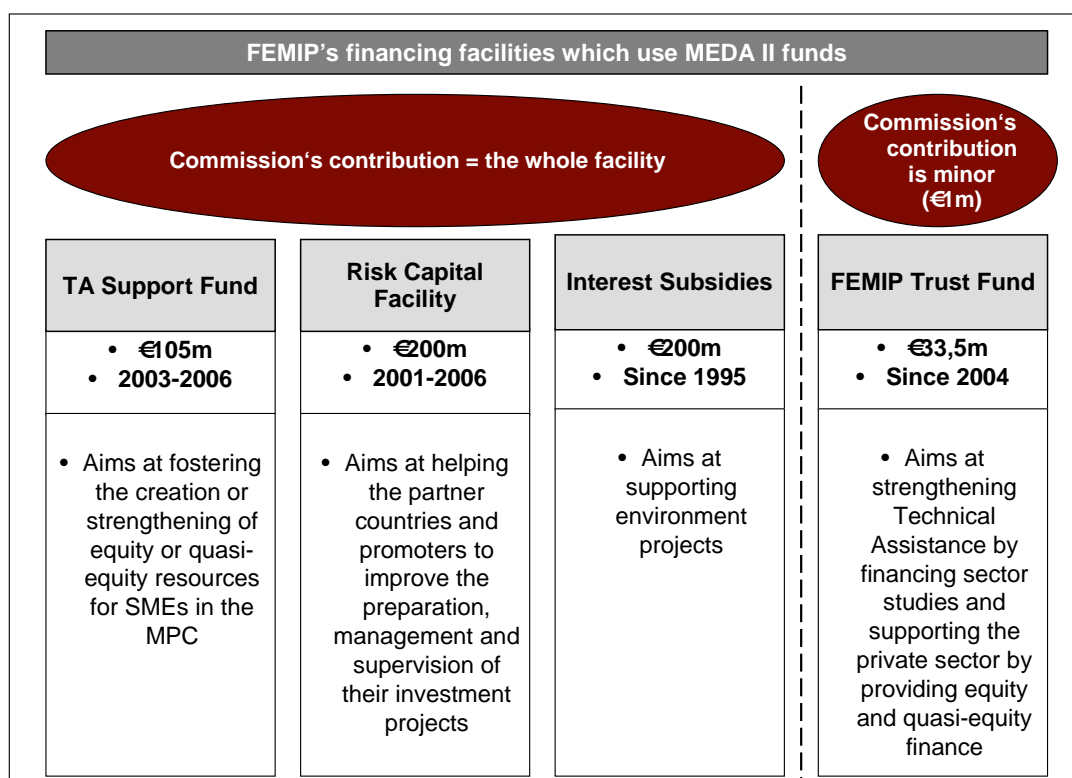 FEMIP's financing facilities which use MEDA II funds
Commission‘s contribution = the whole facility
Commission‘s
contribution
is minor
(€1m)
TA Support Fund
• €105m
• 2003-2006
• Aims at fostering
the creation or
strengthening of
equity or quasi-
equity resources
for SMEs in the
MPC
Risk Capital
Facility
• €200m
• 2001-2006
• Aims at helping
the partner
countries and
promoters to
improve the
preparation,
management and
supervision of
their investment
projects
Interest Subsidies
• €200m
• Since 1995
• Aims at
supporting
environment
projects
FEMIP Trust Fund
• €33,5m
• Since 2004
• Aims at
strengthening
Technical
Assistance by
financing sector
studies and
supporting the
private sector by
providing equity
and quasi-equity
finance